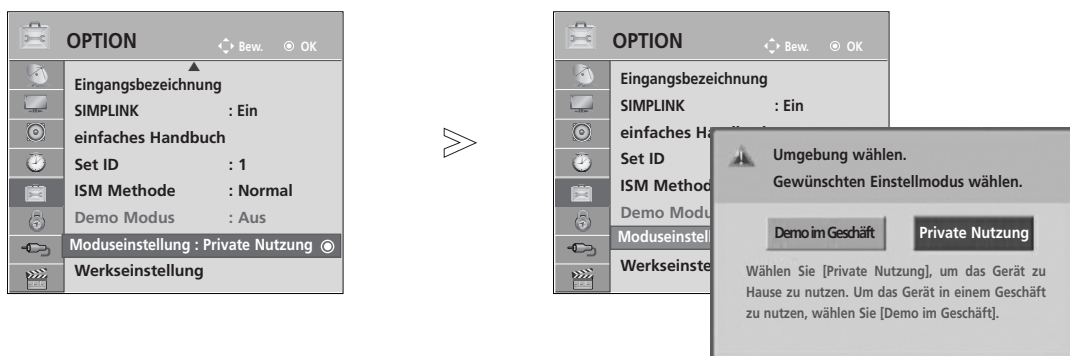 OPTION
Bew. OK
Eingangsbezeichnung
SIMPLINK : Ein
einfaches Handbuch
Set ID : 1
ISM Methode : Normal
Demo Modus : Aus
Moduseinstellung : Private Nutzung
Werkseinstellung
OPTION
Bew. OK
Eingangsbezeichnung
SIMPLINK : Ein
einfaches Ha
Set ID
ISM Method
Demo Modu
Moduseinstell
Werkseinste
Umgebung wählen.
Gewünschten Einstellmodus wählen.
Demo im Geschäft Private Nutzung
Wählen Sie [Private Nutzung], um das Gerät zu
Hause zu nutzen. Um das Gerät in einem Geschäft
zu nutzen, wählen Sie [Demo im Geschäft].